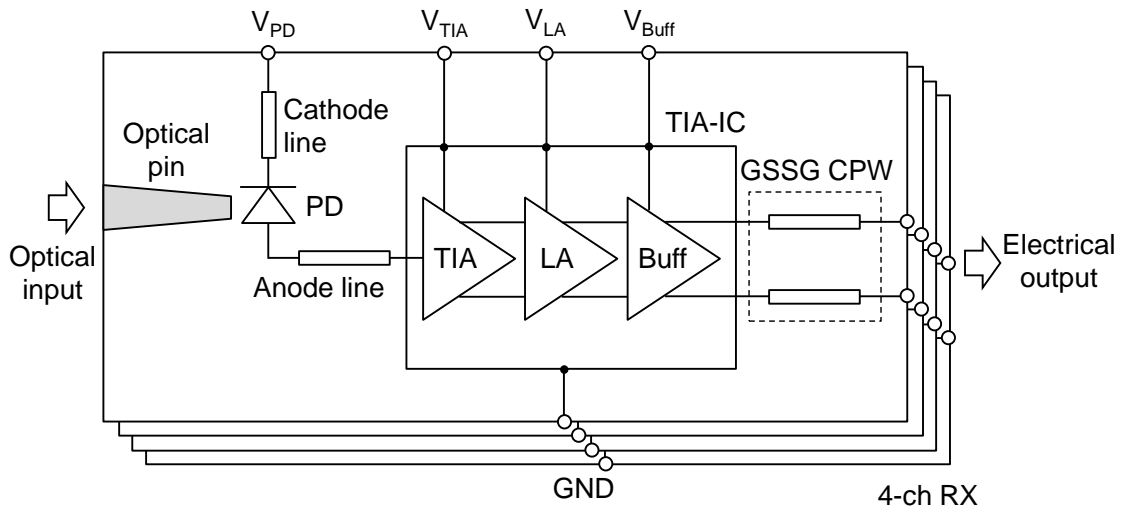 V_PD
V_TIA
V_LA
V_Buff
Cathode
line
TIA-IC
Optical
pin
GSSG CPW
PD
TIA
LA
Buff
Optical
input
Anode line
Electrical
output
GND
4-ch RX